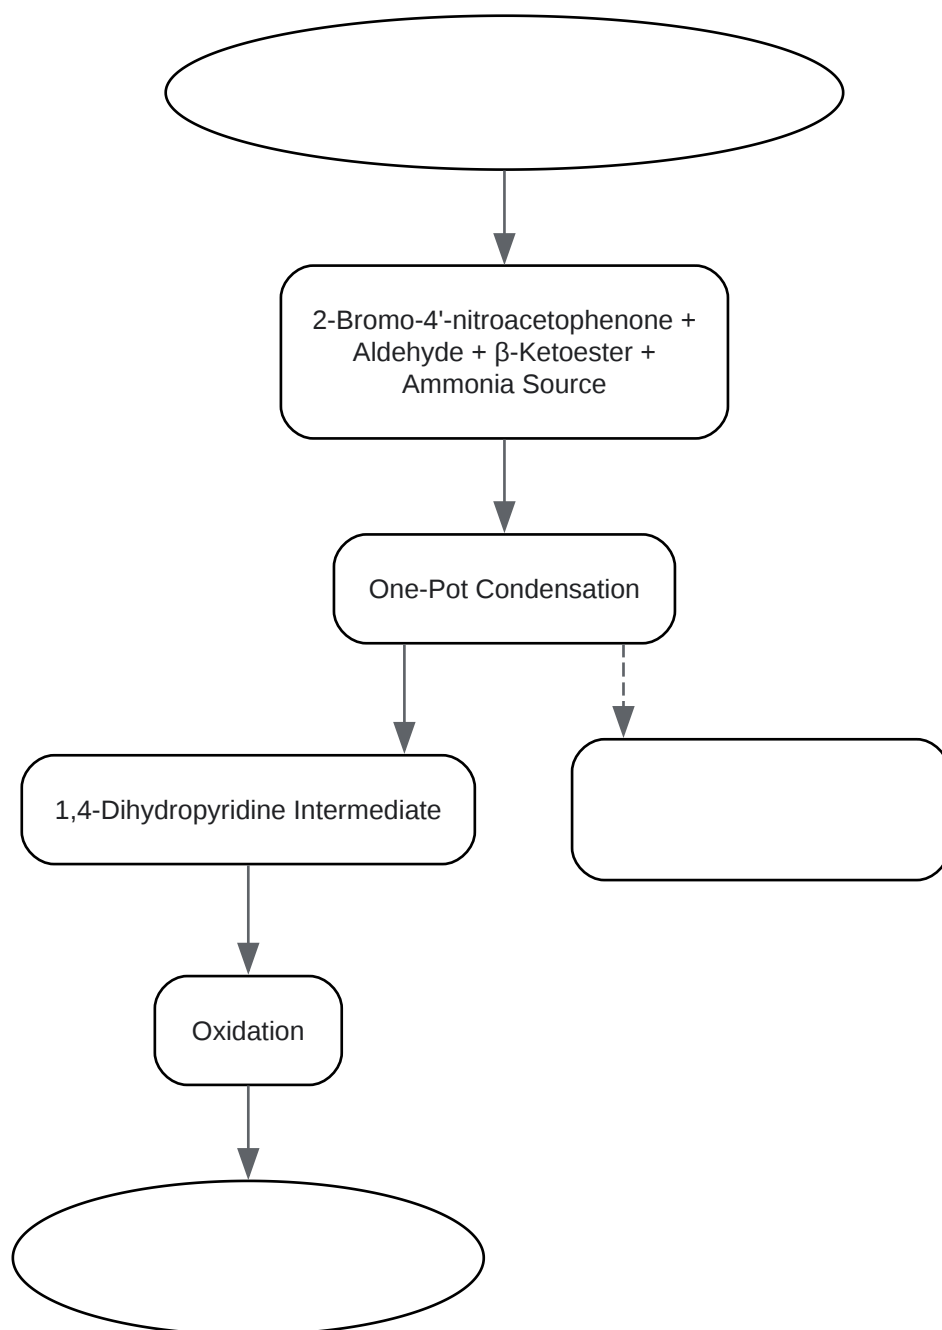 2-Bromo-4'-nitroacetophenone +
Aldehyde + β-Ketoester +
Ammonia Source
One-Pot Condensation
1,4-Dihydropyridine Intermediate
Oxidation